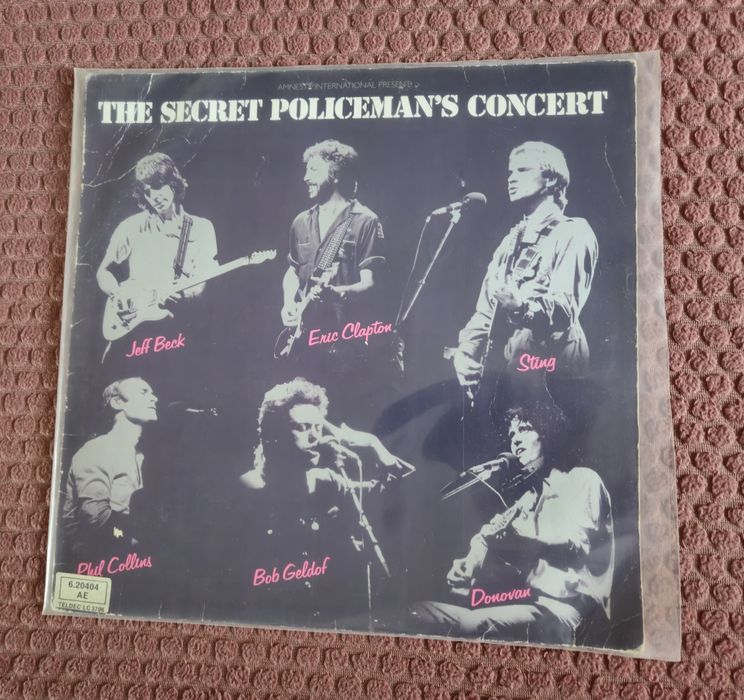 AMNESTY INTERNATIONAL PRESENT
THE SECRET POLICEMAN'S CONCERT
Jeff Beck
Eric Clapton
Sting
Phil Collins
Bob Geldof
Donovan
6.20404
AE
TELDEC LC 3706